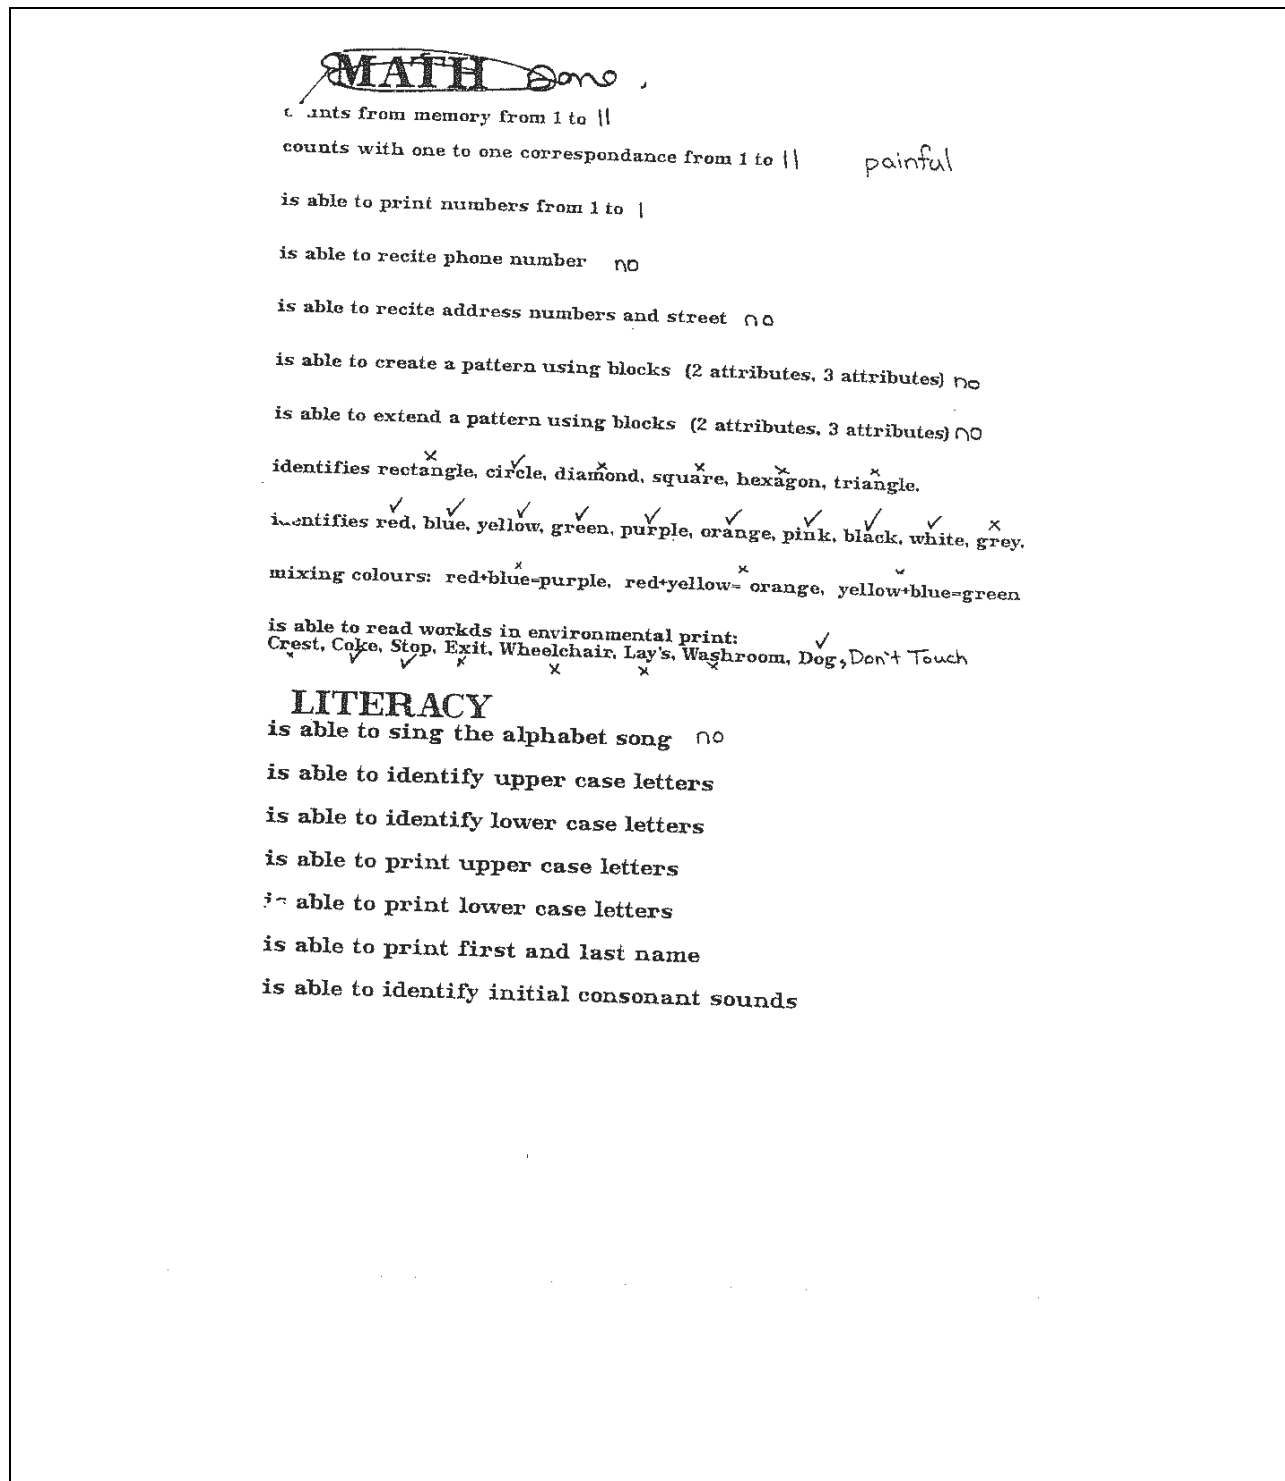 MATH Done.
counts from memory from 1 to 11
counts with one to one correspondance from 1 to 11 painful
is able to print numbers from 1 to 1
is able to recite phone number no
is able to recite address numbers and street no
is able to create a pattern using blocks (2 attributes, 3 attributes) no
is able to extend a pattern using blocks (2 attributes, 3 attributes) no
x ✓ x x x x
identifies rectangle, circle, diamond, square, hexagon, triangle.
✓ ✓ ✓ ✓ ✓ ✓ ✓ ✓ ✓ x
identifies red, blue, yellow, green, purple, orange, pink, black, white, grey.
x x x
mixing colours: red+blue=purple, red+yellow= orange, yellow+blue=green
is able to read workds in environmental print: ✓
Crest, Coke, Stop, Exit, Wheelchair, Lay's, Washroom, Dog, Don't Touch
x ✓ ✓ x x x x
LITERACY
is able to sing the alphabet song no
is able to identify upper case letters
is able to identify lower case letters
is able to print upper case letters
is able to print lower case letters
is able to print first and last name
is able to identify initial consonant sounds